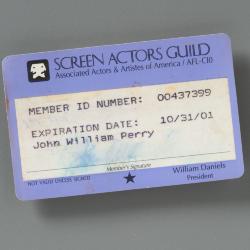 SCREEN ACTORS GUILD
Associated Actors & Artistes of America / AFL-CIO
MEMBER ID NUMBER: 00437399
EXPIRATION DATE: 10/31/01
John William Perry
Member's Signature
NOT VALID UNLESS SIGNED
William Daniels
President